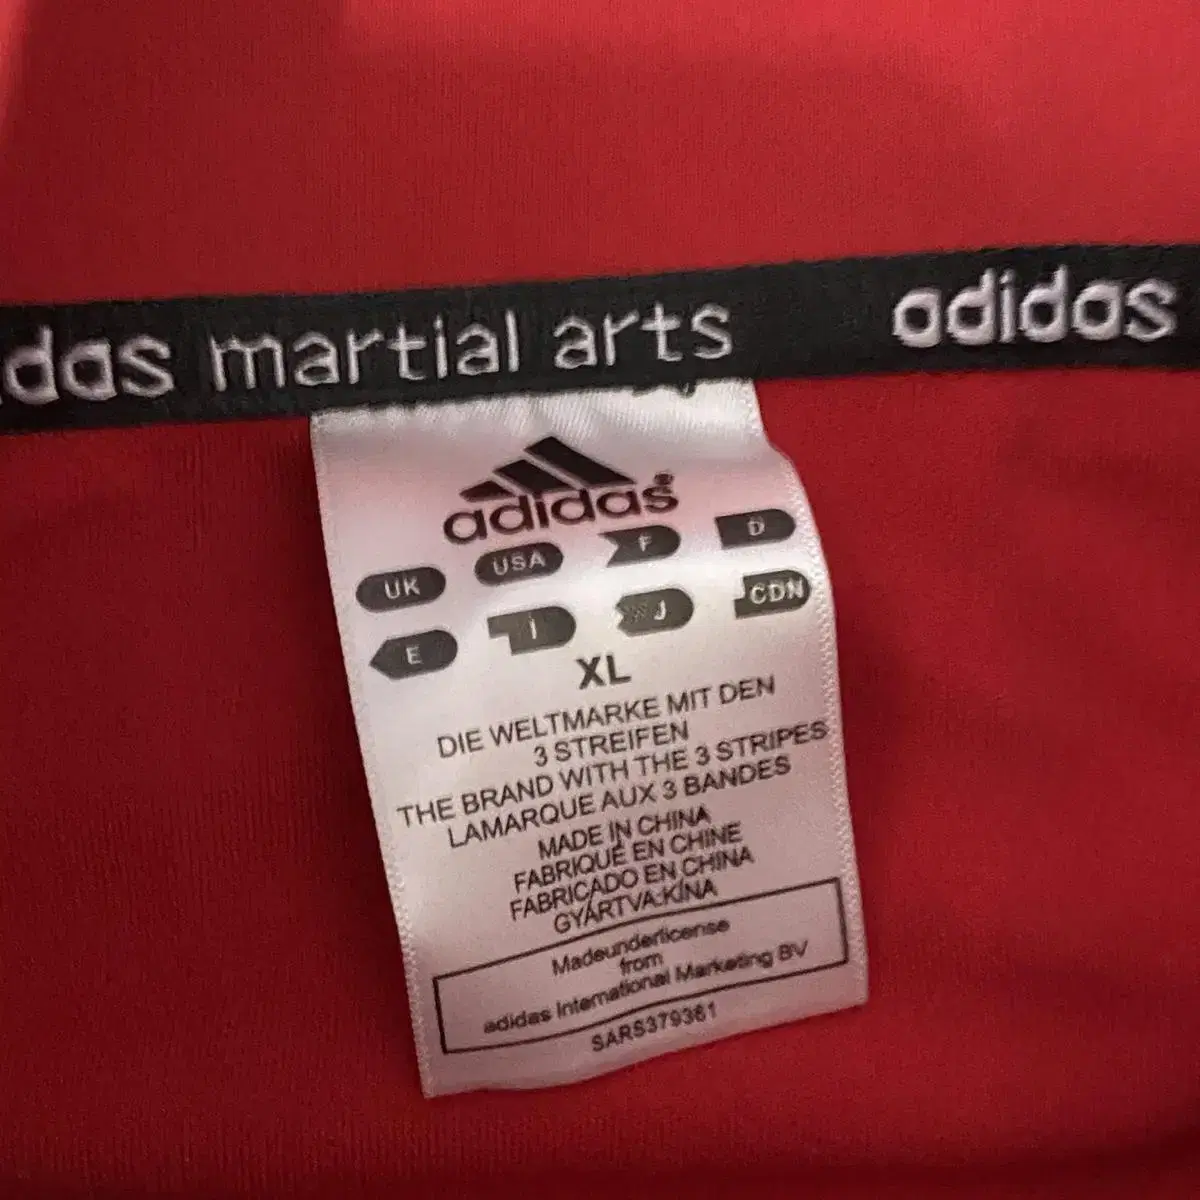 das martial arts adidas
adidas®
UK USA F D
E I J CDN
XL
DIE WELTMARKE MIT DEN
3 STREIFEN
THE BRAND WITH THE 3 STRIPES
LAMARQUE AUX 3 BANDES
MADE IN CHINA
FABRIQUÉ EN CHINE
FABRICADO EN CHINA
GYÁRTVA:KÍNA
Madeunderlicense
from
adidas International Marketing BV
SARS379361